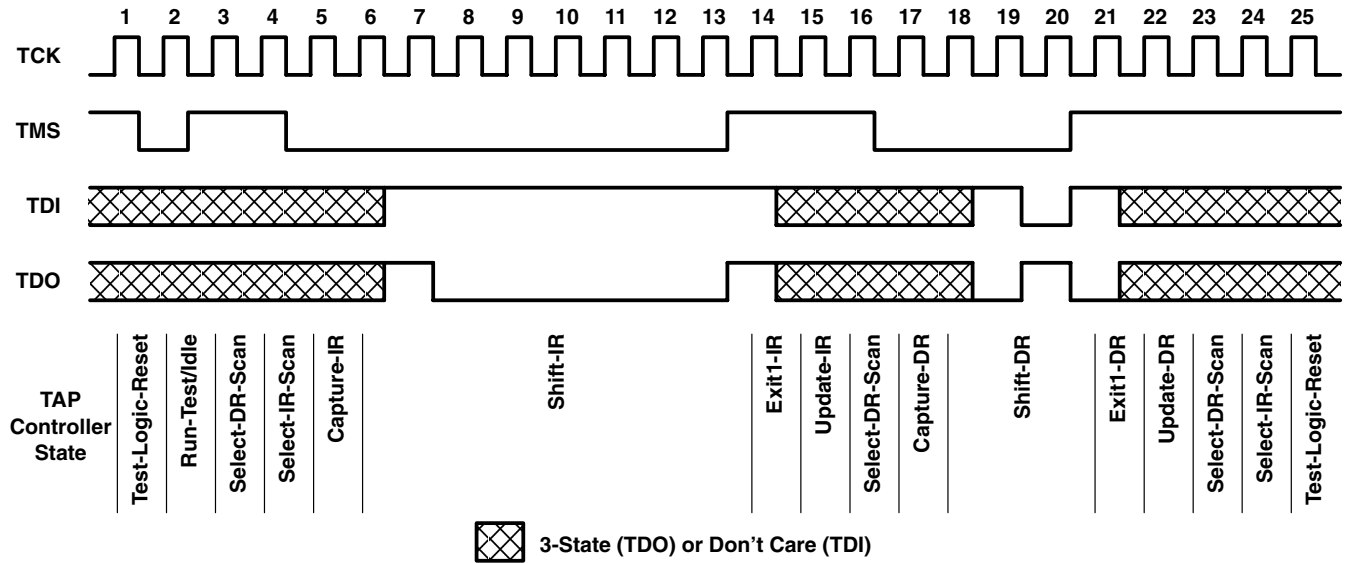 1 2 3 4 5 6 7 8 9 10 11 12 13 14 15 16 17 18 19 20 21 22 23 24 25
TCK
TMS
TDI
TDO
TAP
Controller
State
Test-Logic-Reset
Run-Test/Idle
Select-DR-Scan
Select-IR-Scan
Capture-IR
Shift-IR
Exit1-IR
Update-IR
Select-DR-Scan
Capture-DR
Shift-DR
Exit1-DR
Update-DR
Select-DR-Scan
Select-IR-Scan
Test-Logic-Reset
3-State (TDO) or Don't Care (TDI)